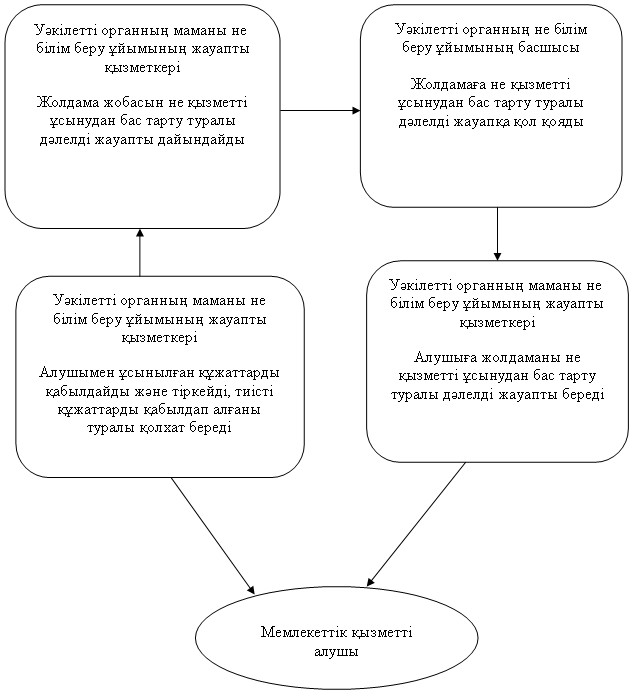 Уәкілетті органның маманы не
білім беру ұйымының жауапты
қызметкері
Жолдама жобасын не қызметті
ұсынудан бас тарту туралы
дәлелді жауапты дайындайды
Уәкілетті органның не білім
беру ұйымының басшысы
Жолдамаға не қызметті
ұсынудан бас тарту туралы
дәлелді жауапқа қол қояды
Уәкілетті органның маманы не
білім беру ұйымының жауапты
қызметкері
Алушымен ұсынылған құжаттарды
қабылдайды және тіркейді, тиісті
құжаттарды қабылдап алғаны
туралы қолхат береді
Уәкілетті органның маманы не
білім беру ұйымының жауапты
қызметкері
Алушыға жолдаманы не
қызметті ұсынудан бас тарту
туралы дәлелді жауапты береді
Мемлекеттік қызметті
алушы